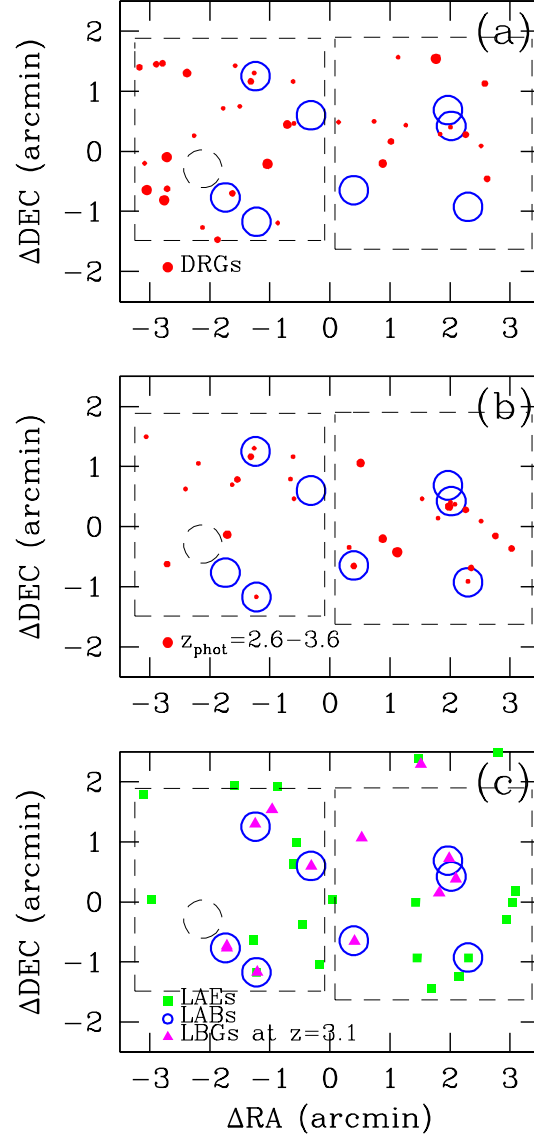 (a)
2
1
0
−1
−2
ΔDEC (arcmin)
DRGs
−3 −2 −1 0 1 2 3
(b)
2
1
0
−1
−2
ΔDEC (arcmin)
z_phot=2.6−3.6
−3 −2 −1 0 1 2 3
(c)
2
1
0
−1
−2
ΔDEC (arcmin)
LAEs
LABs
LBGs at z=3.1
−3 −2 −1 0 1 2 3
ΔRA (arcmin)